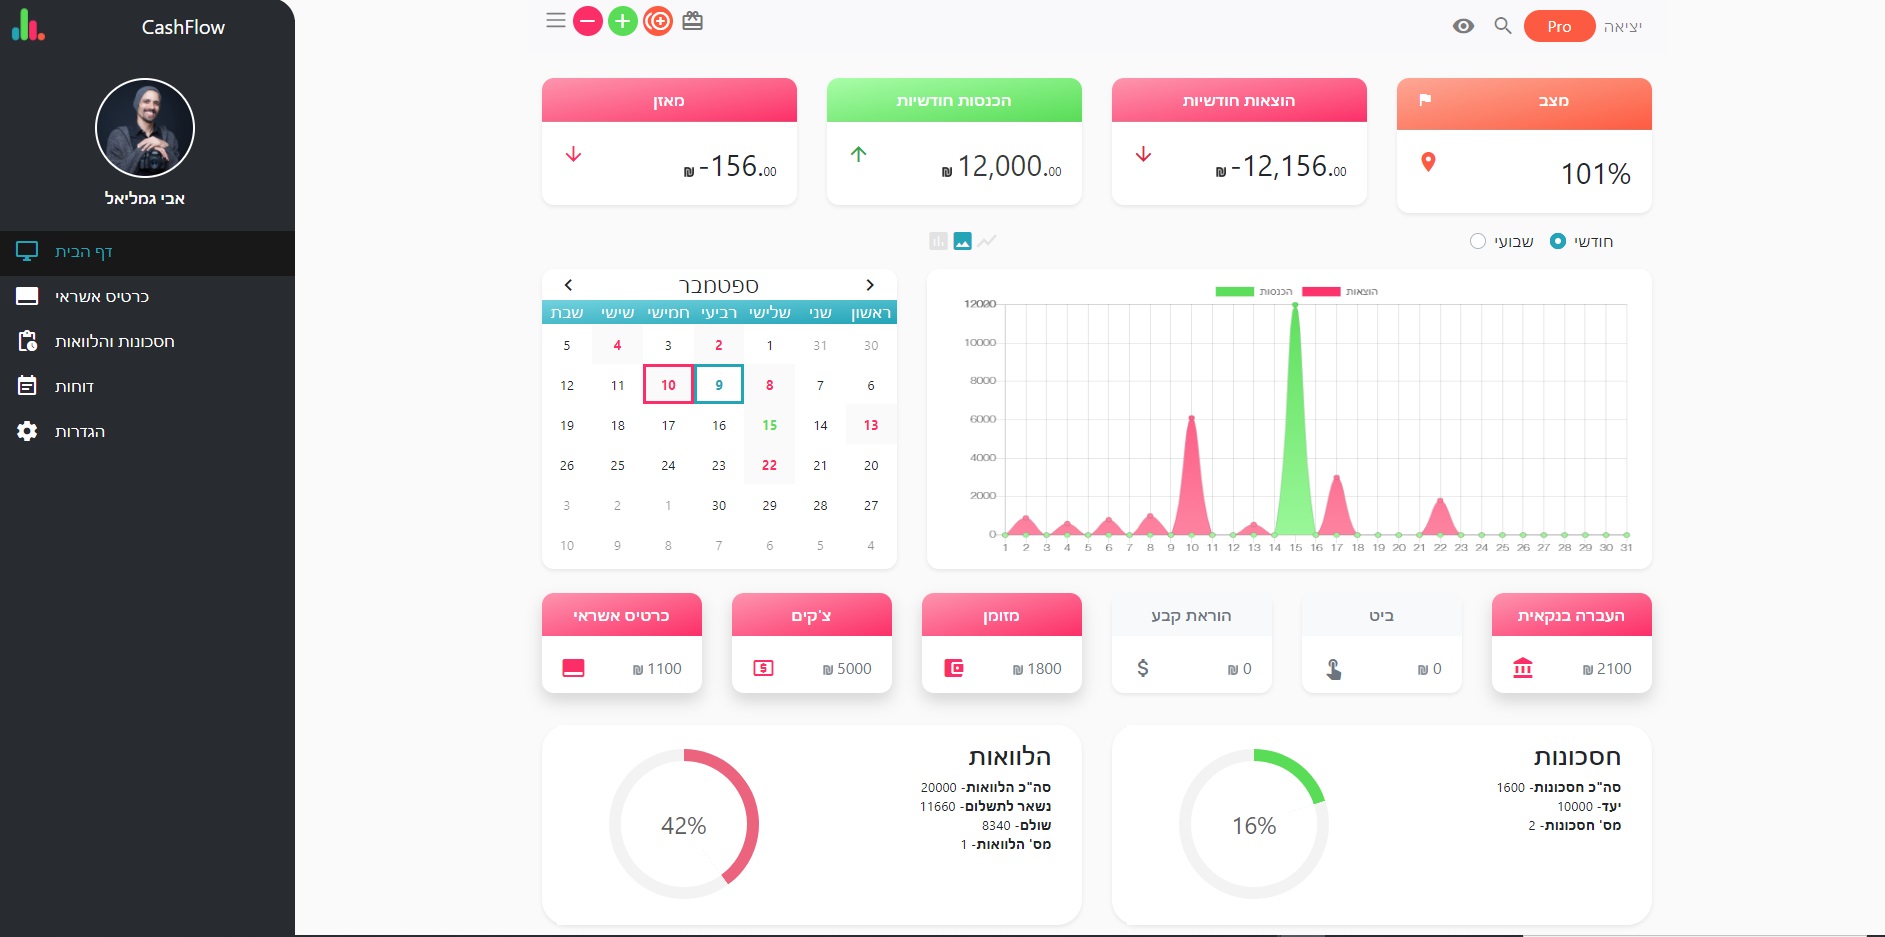 CashFlow
אבי גמליאל
דף הבית
כרטיס אשראי
חסכונות והלוואות
דוחות
הגדרות
יציאה
Pro
מצב
101%
הוצאות חודשיות
₪ -12,156.00
הכנסות חודשיות
₪ 12,000.00
מאזן
₪ -156.00
חודשי
שבועי
הוצאות
הכנסות
12000
10000
8000
6000
4000
2000
0
1 2 3 4 5 6 7 8 9 10 11 12 13 14 15 16 17 18 19 20 21 22 23 24 25 26 27 28 29 30 31
ספטמבר
ראשון שני שלישי רביעי חמישי שישי שבת
30 31 1 2 3 4 5
6 7 8 9 10 11 12
13 14 15 16 17 18 19
20 21 22 23 24 25 26
27 28 29 30 1 2 3
4 5 6 7 8 9 10
העברה בנקאית
₪ 2100
ביט
₪ 0
הוראת קבע
₪ 0
מזומן
₪ 1800
צ'קים
₪ 5000
כרטיס אשראי
₪ 1100
חסכונות
סה"כ חסכונות- 1600
יעד- 10000
מס' חסכונות- 2
16%
הלוואות
סה"כ הלוואות- 20000
נשאר לתשלום- 11660
שולם- 8340
מס' הלוואות- 1
42%